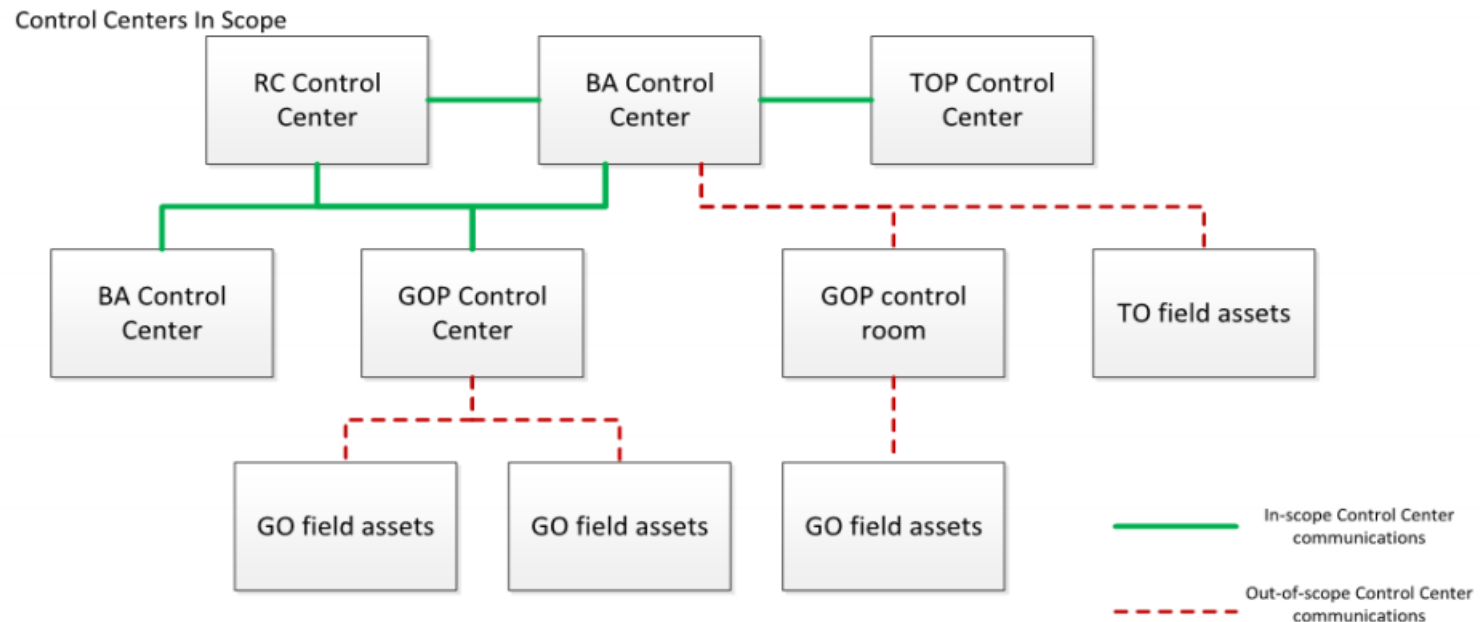 Control Centers In Scope
RC Control
Center
BA Control
Center
TOP Control
Center
BA Control
Center
GOP Control
Center
GOP control
room
TO field assets
GO field assets
GO field assets
GO field assets
In-scope Control Center
communications
Out-of-scope Control Center
communications